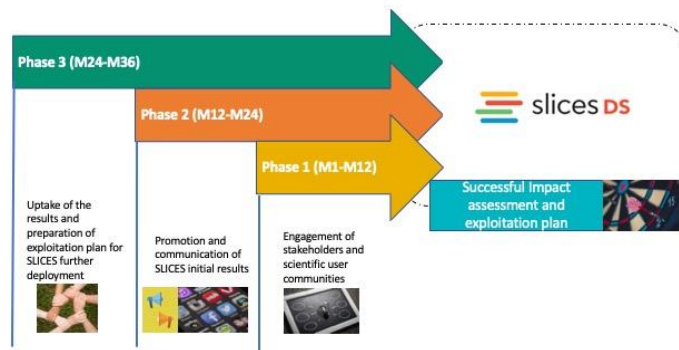 Phase 3 (M24-M36)
Phase 2 (M12-M24)
Phase 1 (M1-M12)
slices DS
Successful Impact
assessment and
exploitation plan
Uptake of the
results and
preparation of
exploitation plan for
SLICES further
deployment
Promotion and
communication of
SLICES initial results
Engagement of
stakeholders and
scientific user
communities